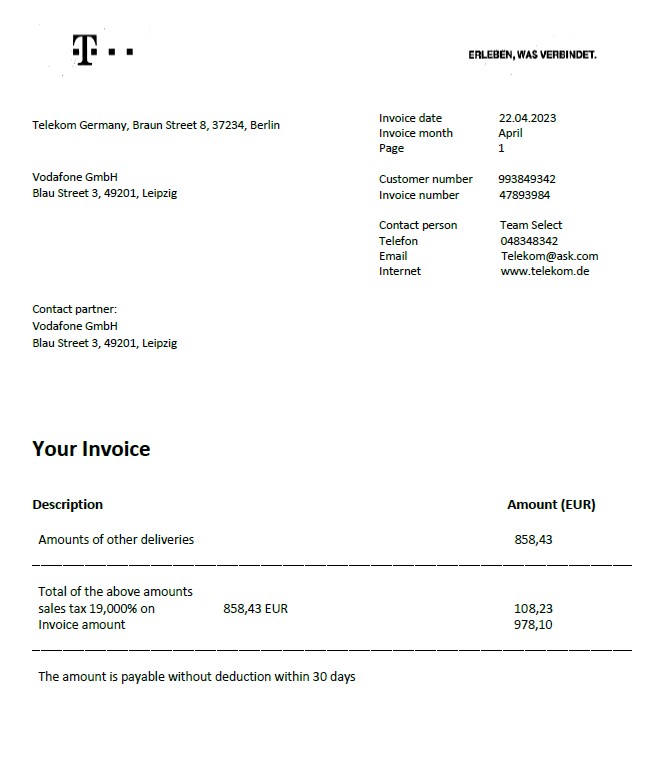 T
ERLEBEN, WAS VERBINDET.
Telekom Germany, Braun Street 8, 37234, Berlin
Invoice date 22.04.2023
Invoice month April
Page 1
Vodafone GmbH
Blau Street 3, 49201, Leipzig
Customer number 993849342
Invoice number 47893984
Contact person Team Select
Telefon 048348342
Email Telekom@ask.com
Internet www.telekom.de
Contact partner:
Vodafone GmbH
Blau Street 3, 49201, Leipzig
Your Invoice
Description Amount (EUR)
Amounts of other deliveries 858,43
Total of the above amounts
sales tax 19,000% on 858,43 EUR 108,23
Invoice amount 978,10
The amount is payable without deduction within 30 days